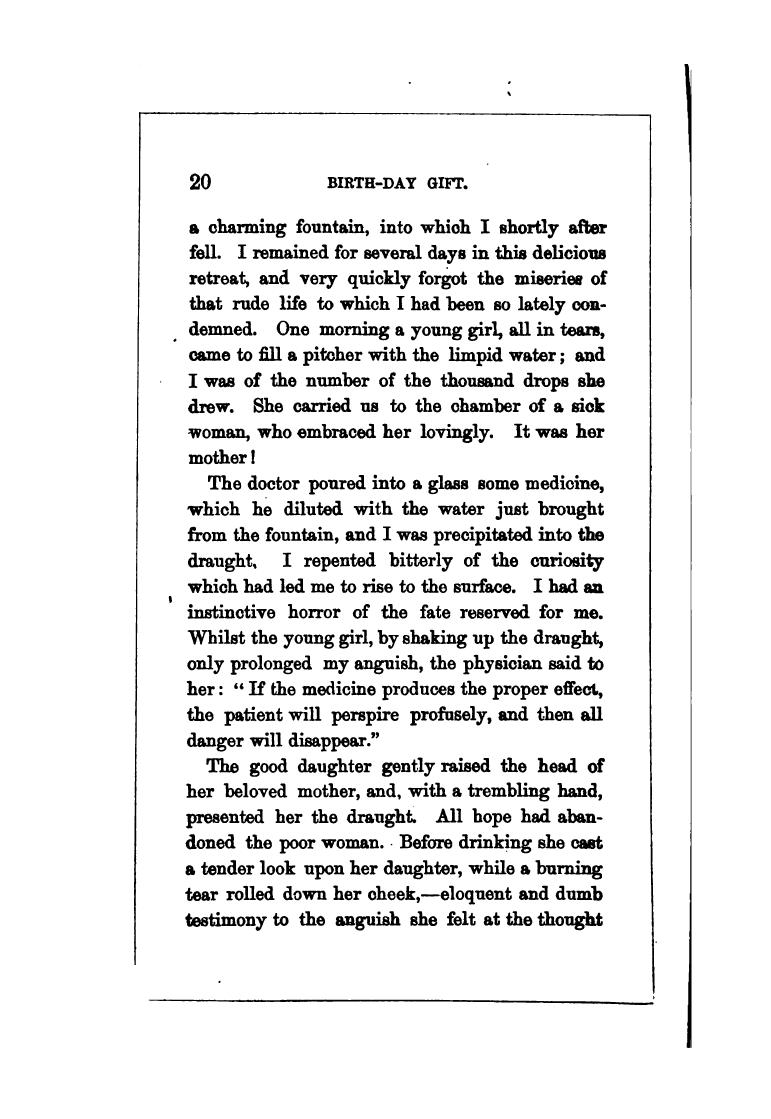 20 BIRTH-DAY GIFT.
a charming fountain, into which I shortly after
fell. I remained for several days in this delicious
retreat, and very quickly forgot the miseries of
that rude life to which I had been so lately con-
demned. One morning a young girl, all in tears,
came to fill a pitcher with the limpid water; and
I was of the number of the thousand drops she
drew. She carried us to the chamber of a sick
woman, who embraced her lovingly. It was her
mother!
The doctor poured into a glass some medicine,
which he diluted with the water just brought
from the fountain, and I was precipitated into the
draught. I repented bitterly of the curiosity
which had led me to rise to the surface. I had an
instinctive horror of the fate reserved for me.
Whilst the young girl, by shaking up the draught,
only prolonged my anguish, the physician said to
her: “If the medicine produces the proper effect,
the patient will perspire profusely, and then all
danger will disappear.”
The good daughter gently raised the head of
her beloved mother, and, with a trembling hand,
presented her the draught. All hope had aban-
doned the poor woman. Before drinking she cast
a tender look upon her daughter, while a burning
tear rolled down her cheek,—eloquent and dumb
testimony to the anguish she felt at the thought